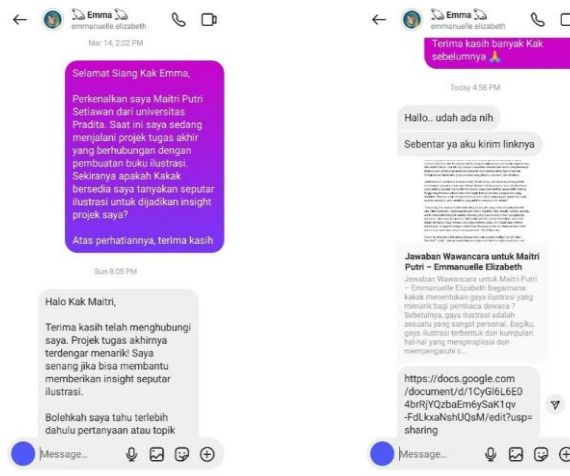 Emma
emmanuelle.elizabeth
Mar 14, 2:02 PM
Selamat Siang Kak Emma,
Perkenalkan saya Maitri Putri
Setiawan dari universitas
Pradita. Saat ini saya sedang
menjalani projek tugas akhir
yang berhubungan dengan
pembuatan buku ilustrasi.
Sekiranya apakah Kakak
bersedia saya tanyakan seputar
ilustrasi untuk dijadikan insight
projek saya?
Atas perhatiannya, terima kasih
Sun 8:05 PM
Halo Kak Maitri,
Terima kasih telah menghubungi
saya. Projek tugas akhirnya
terdengar menarik! Saya
senang jika bisa membantu
memberikan insight seputar
ilustrasi.
Bolehkah saya tahu terlebih
dahulu pertanyaan atau topik
Message...
Emma
emmanuelle.elizabeth
Terima kasih banyak Kak
sebelumnya 🙏
Today 4:58 PM
Hallo.. udah ada nih
Sebentar ya aku kirim linknya
Jawaban Wawancara untuk Maitri
Putri – Emmanuelle Elizabeth
Jawaban Wawancara untuk Maitri Putri
– Emmanuelle Elizabeth bagaimana
kakak menentukan gaya ilustrasi yang
menarik bagi pembaca dewasa ?
Sebetulnya, gaya ilustrasi adalah
sesuatu yang sangat personal. Bagiku,
gaya ilustrasi terbentuk dari kumpulan
hal-hal yang menginspirasi dan
mempengaruhi c...
https://docs.google.com
/document/d/1CyGl6L6E0
4brRjYQzbaEm6ySaK1qv
-FdLkxaNshUQsM/edit?usp=
sharing
Message...